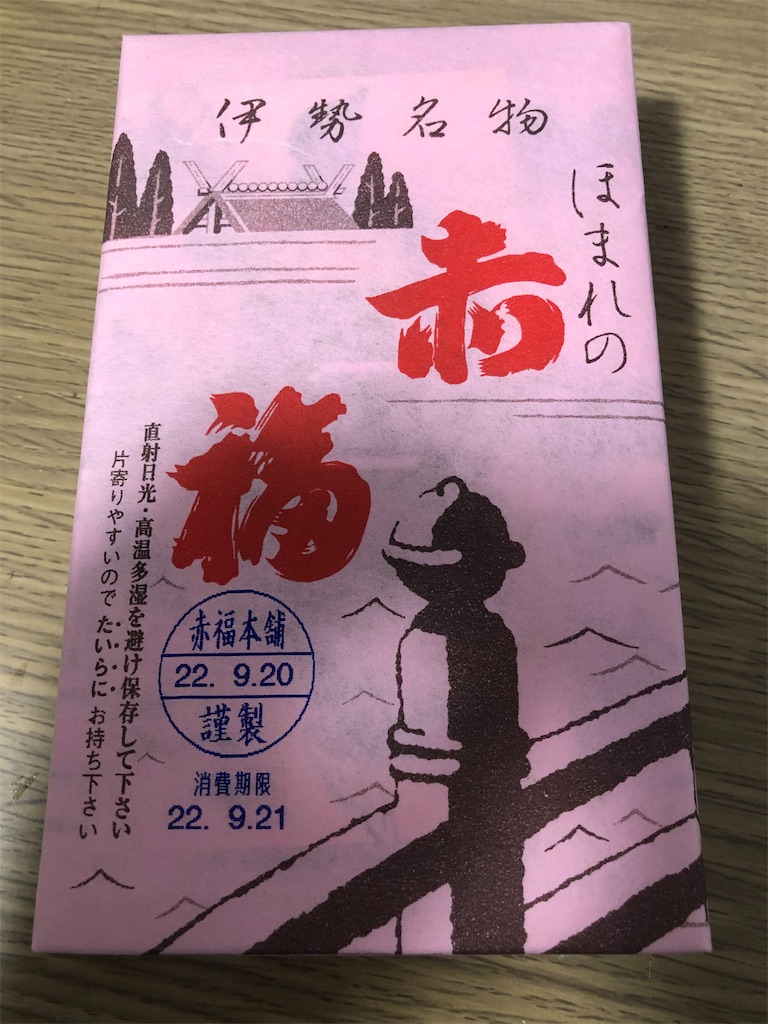 伊勢名物
ほまれの
赤福
直射日光・高温多湿を避け保存して下さい
片寄りやすいので たいらに お持ち下さい
赤福本舗
22. 9.20
謹製
消費期限
22. 9.21